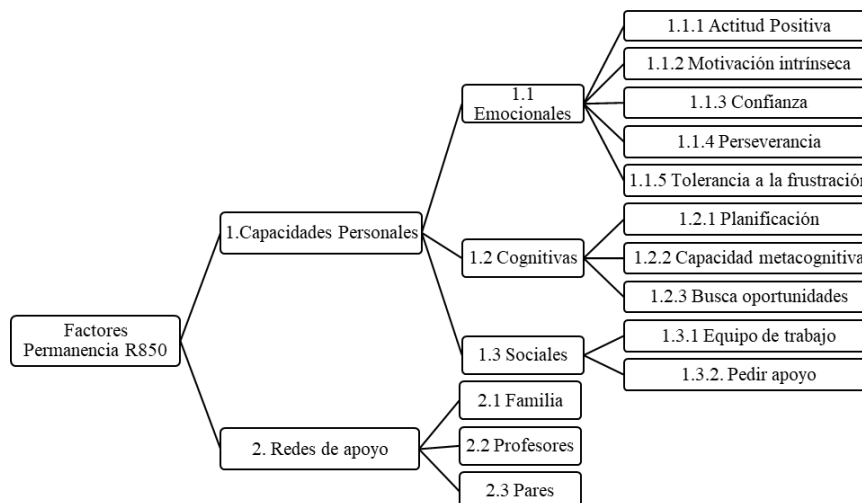 1.1.1 Actitud Positiva
1.1.2 Motivación intrínseca
1.1
Emocionales
1.1.3 Confianza
1.1.4 Perseverancia
1.1.5 Tolerancia a la frustración
1.Capacidades Personales
1.2.1 Planificación
1.2 Cognitivas
1.2.2 Capacidad metacognitiva
1.2.3 Busca oportunidades
Factores
Permanencia R850
1.3.1 Equipo de trabajo
1.3 Sociales
1.3.2. Pedir apoyo
2.1 Familia
2. Redes de apoyo
2.2 Profesores
2.3 Pares